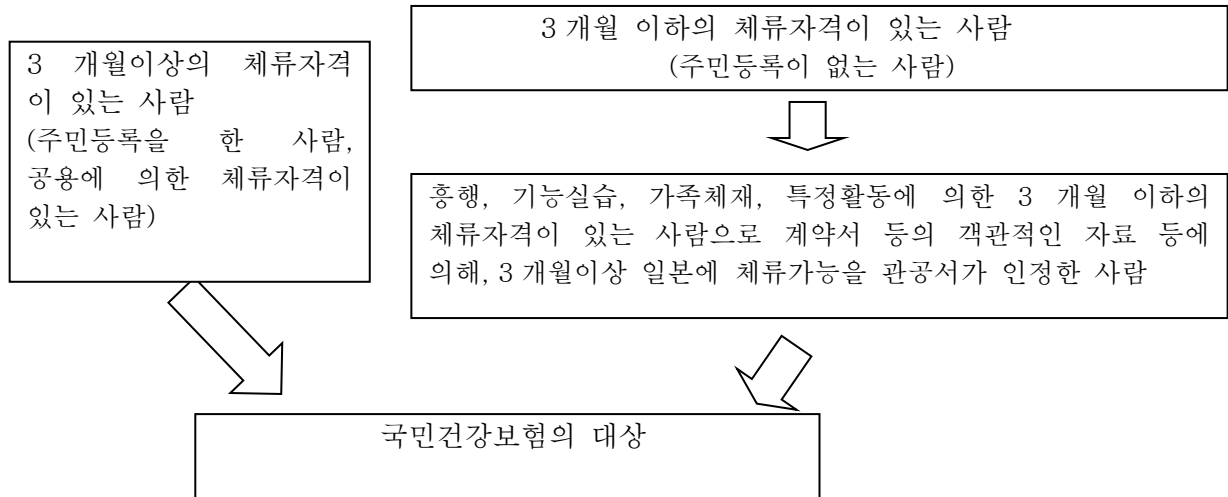 3 개월이상의 체류자격
이 있는 사람
(주민등록을 한 사람,
공용에 의한 체류자격이
있는 사람)
3 개월 이하의 체류자격이 있는 사람
(주민등록이 없는 사람)
흥행, 기능실습, 가족체재, 특정활동에 의한 3 개월 이하의
체류자격이 있는 사람으로 계약서 등의 객관적인 자료 등에
의해, 3 개월이상 일본에 체류가능을 관공서가 인정한 사람
국민건강보험의 대상